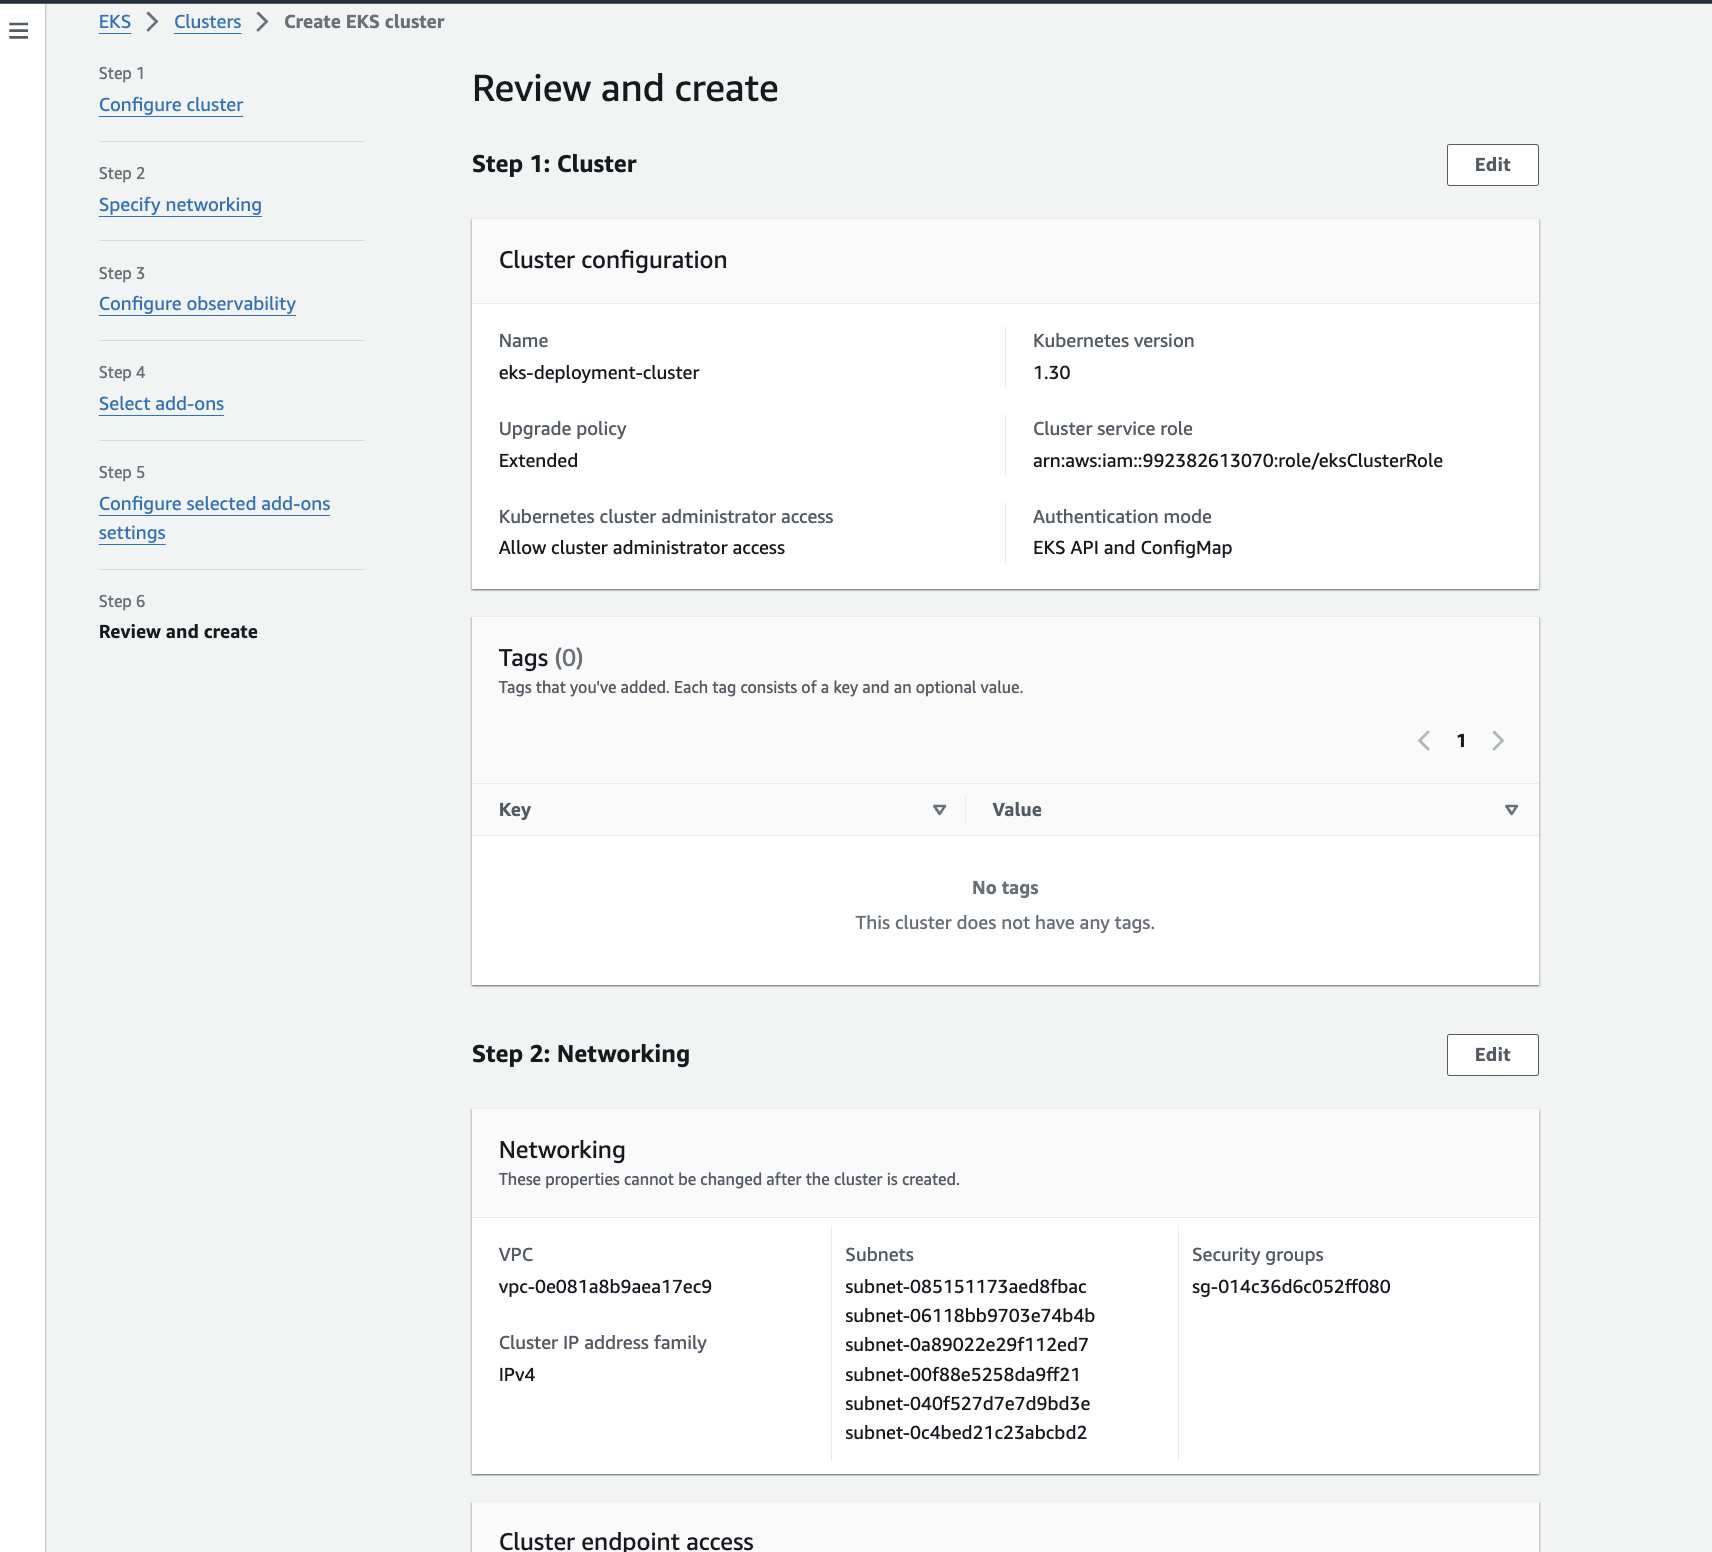 EKS > Clusters > Create EKS cluster
Step 1
Configure cluster
Step 2
Specify networking
Step 3
Configure observability
Step 4
Select add-ons
Step 5
Configure selected add-ons
settings
Step 6
Review and create
Review and create
Step 1: Cluster
Edit
Cluster configuration
Name
eks-deployment-cluster
Kubernetes version
1.30
Upgrade policy
Extended
Cluster service role
arn:aws:iam::992382613070:role/eksClusterRole
Kubernetes cluster administrator access
Allow cluster administrator access
Authentication mode
EKS API and ConfigMap
Tags (0)
Tags that you've added. Each tag consists of a key and an optional value.
1
Key
Value
No tags
This cluster does not have any tags.
Step 2: Networking
Edit
Networking
These properties cannot be changed after the cluster is created.
VPC
vpc-0e081a8b9aea17ec9
Cluster IP address family
IPv4
Subnets
subnet-085151173aed8fbac
subnet-06118bb9703e74b4b
subnet-0a89022e29f112ed7
subnet-00f88e5258da9ff21
subnet-040f527d7e7d9bd3e
subnet-0c4bed21c23abcbd2
Security groups
sg-014c36d6c052ff080
Cluster endpoint access